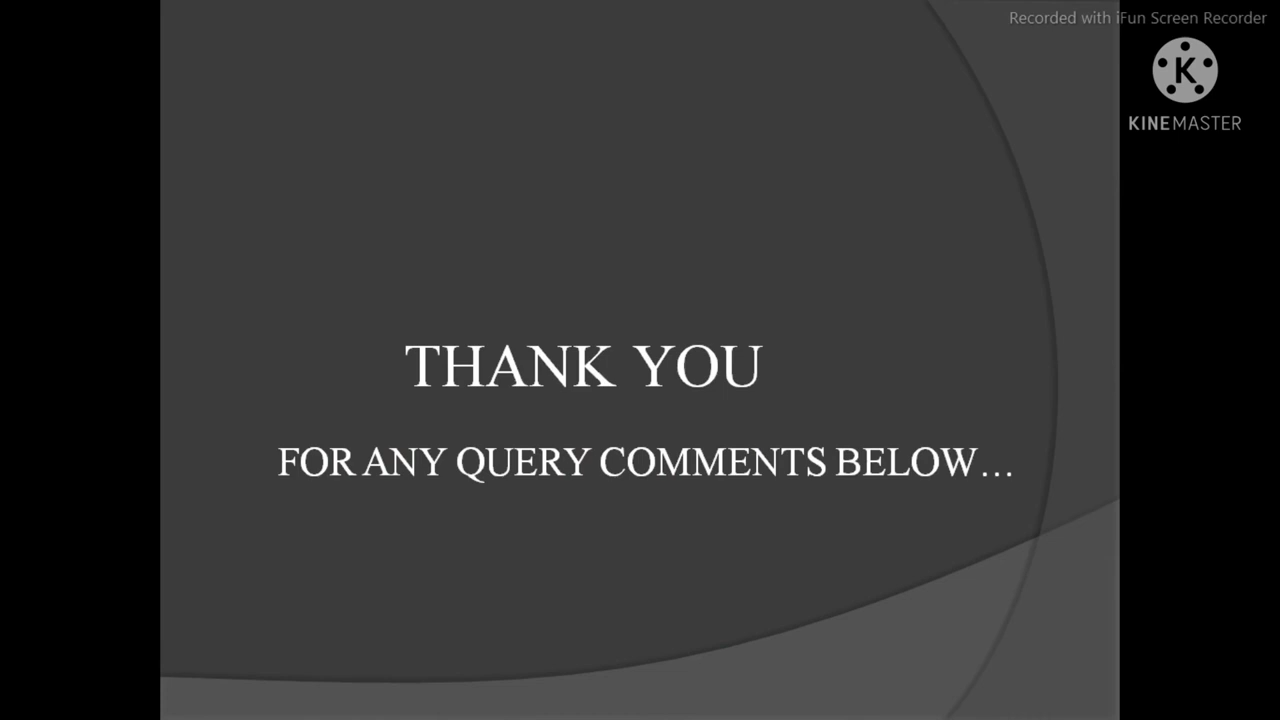 Recorded with iFun Screen Recorder
K
KINEMASTER
THANK YOU
FOR ANY QUERY COMMENTS BELOW...